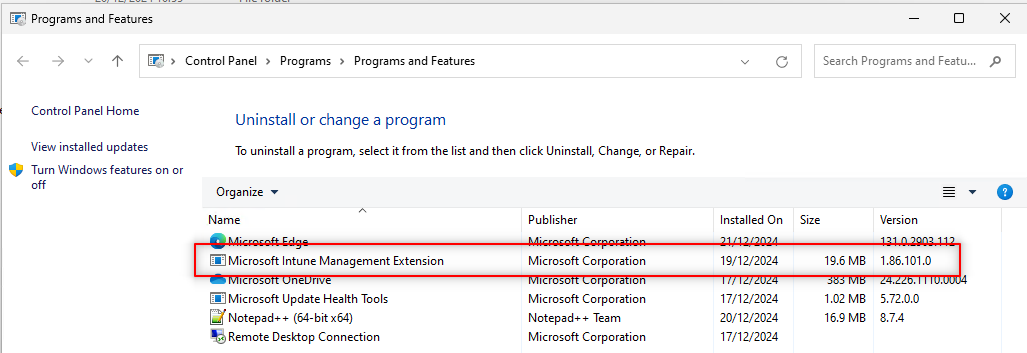 Programs and Features
Control Panel > Programs > Programs and Features
Search Programs and Featu...
Control Panel Home
View installed updates
Turn Windows features on or
off
Uninstall or change a program
To uninstall a program, select it from the list and then click Uninstall, Change, or Repair.
Organize
Name Publisher Installed On Size Version
Microsoft Edge Microsoft Corporation 21/12/2024 131.0.2903.112
Microsoft Intune Management Extension Microsoft Corporation 19/12/2024 19.6 MB 1.86.101.0
Microsoft OneDrive Microsoft Corporation 17/12/2024 383 MB 24.226.1110.0004
Microsoft Update Health Tools Microsoft Corporation 17/12/2024 1.02 MB 5.72.0.0
Notepad++ (64-bit x64) Notepad++ Team 20/12/2024 16.9 MB 8.7.4
Remote Desktop Connection 17/12/2024